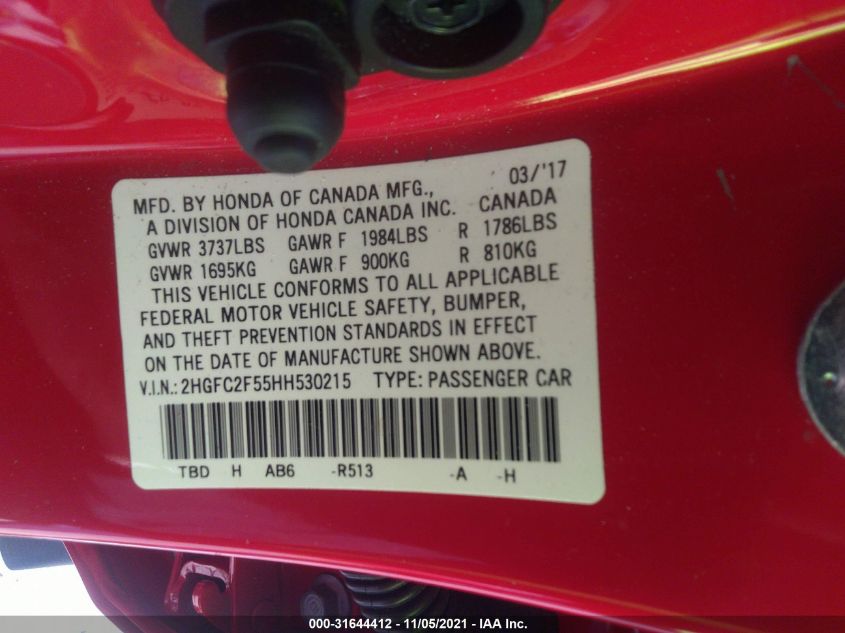 03/'17
MFD. BY HONDA OF CANADA MFG.,
A DIVISION OF HONDA CANADA INC. CANADA
GVWR 3737LBS GAWR F 1984LBS R 1786LBS
GVWR 1695KG GAWR F 900KG R 810KG
THIS VEHICLE CONFORMS TO ALL APPLICABLE
FEDERAL MOTOR VEHICLE SAFETY, BUMPER,
AND THEFT PREVENTION STANDARDS IN EFFECT
ON THE DATE OF MANUFACTURE SHOWN ABOVE.
V.I.N.: 2HGFC2F55HH530215 TYPE: PASSENGER CAR
TBD H AB6 -R513 -A -H
000-31644412 - 11/05/2021 - IAA Inc.